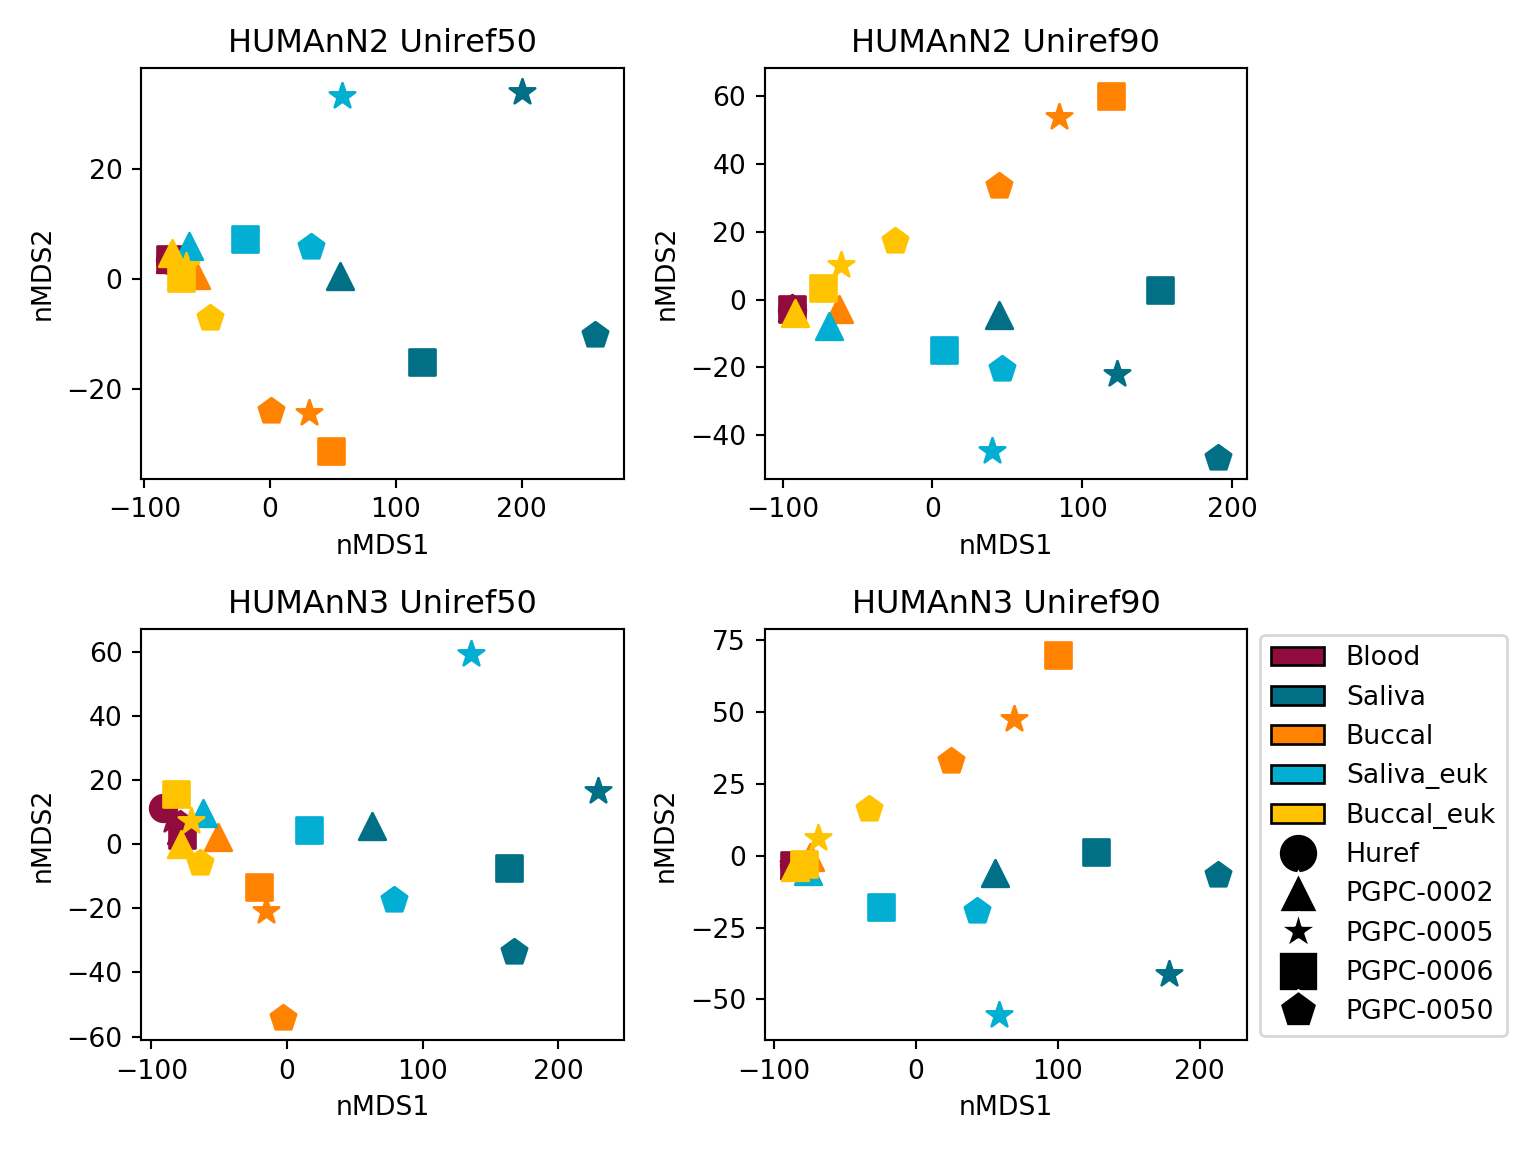 HUMAnN2 Uniref50
nMDS2
20
0
−20
−100 0 100 200
nMDS1
HUMAnN2 Uniref90
nMDS2
60
40
20
0
−20
−40
−100 0 100 200
nMDS1
HUMAnN3 Uniref50
nMDS2
60
40
20
0
−20
−40
−60
−100 0 100 200
nMDS1
HUMAnN3 Uniref90
nMDS2
75
50
25
0
−25
−50
−100 0 100 200
nMDS1
Blood
Saliva
Buccal
Saliva_euk
Buccal_euk
Huref
PGPC-0002
PGPC-0005
PGPC-0006
PGPC-0050